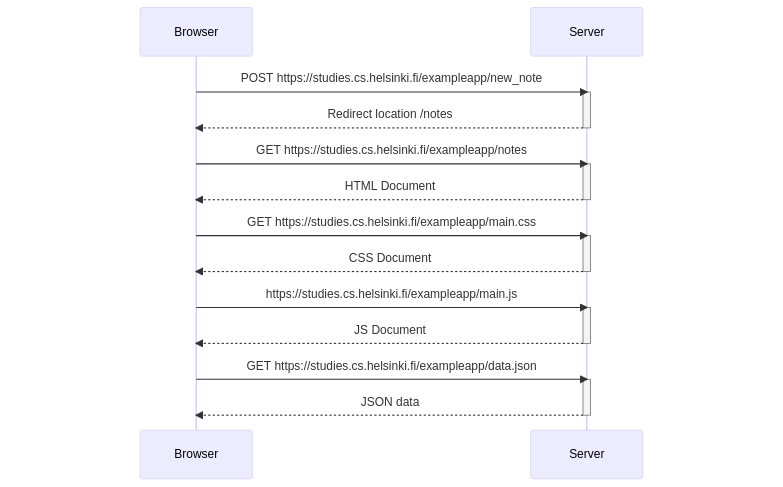 Browser
Server
POST https://studies.cs.helsinki.fi/exampleapp/new_note
Redirect location /notes
GET https://studies.cs.helsinki.fi/exampleapp/notes
HTML Document
GET https://studies.cs.helsinki.fi/exampleapp/main.css
CSS Document
https://studies.cs.helsinki.fi/exampleapp/main.js
JS Document
GET https://studies.cs.helsinki.fi/exampleapp/data.json
JSON data
Browser
Server